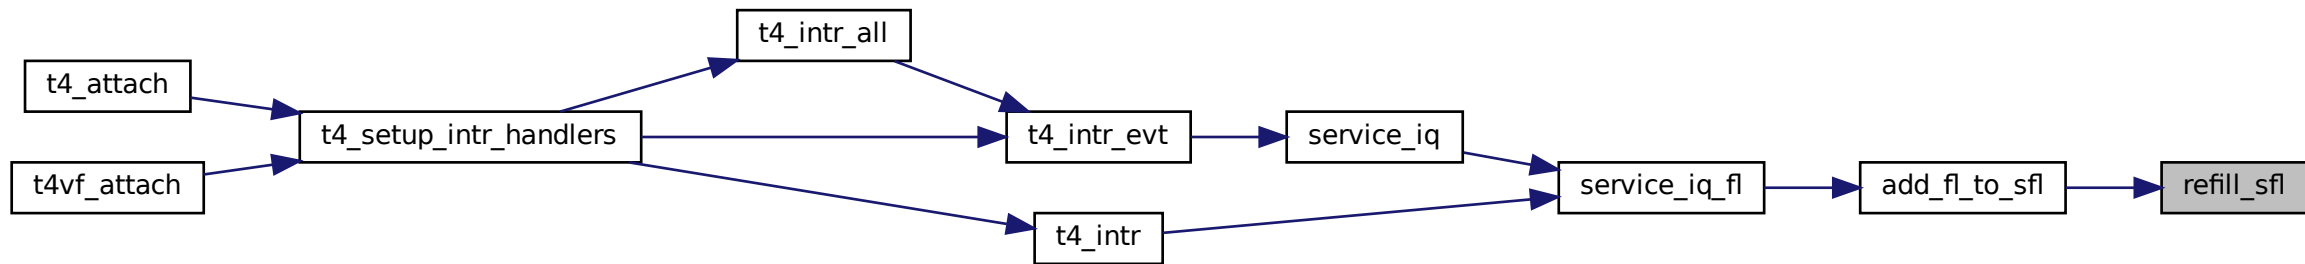 t4_attach
t4vf_attach
t4_setup_intr_handlers
t4_intr_all
t4_intr_evt
t4_intr
service_iq
service_iq_fl
add_fl_to_sfl
refill_sfl